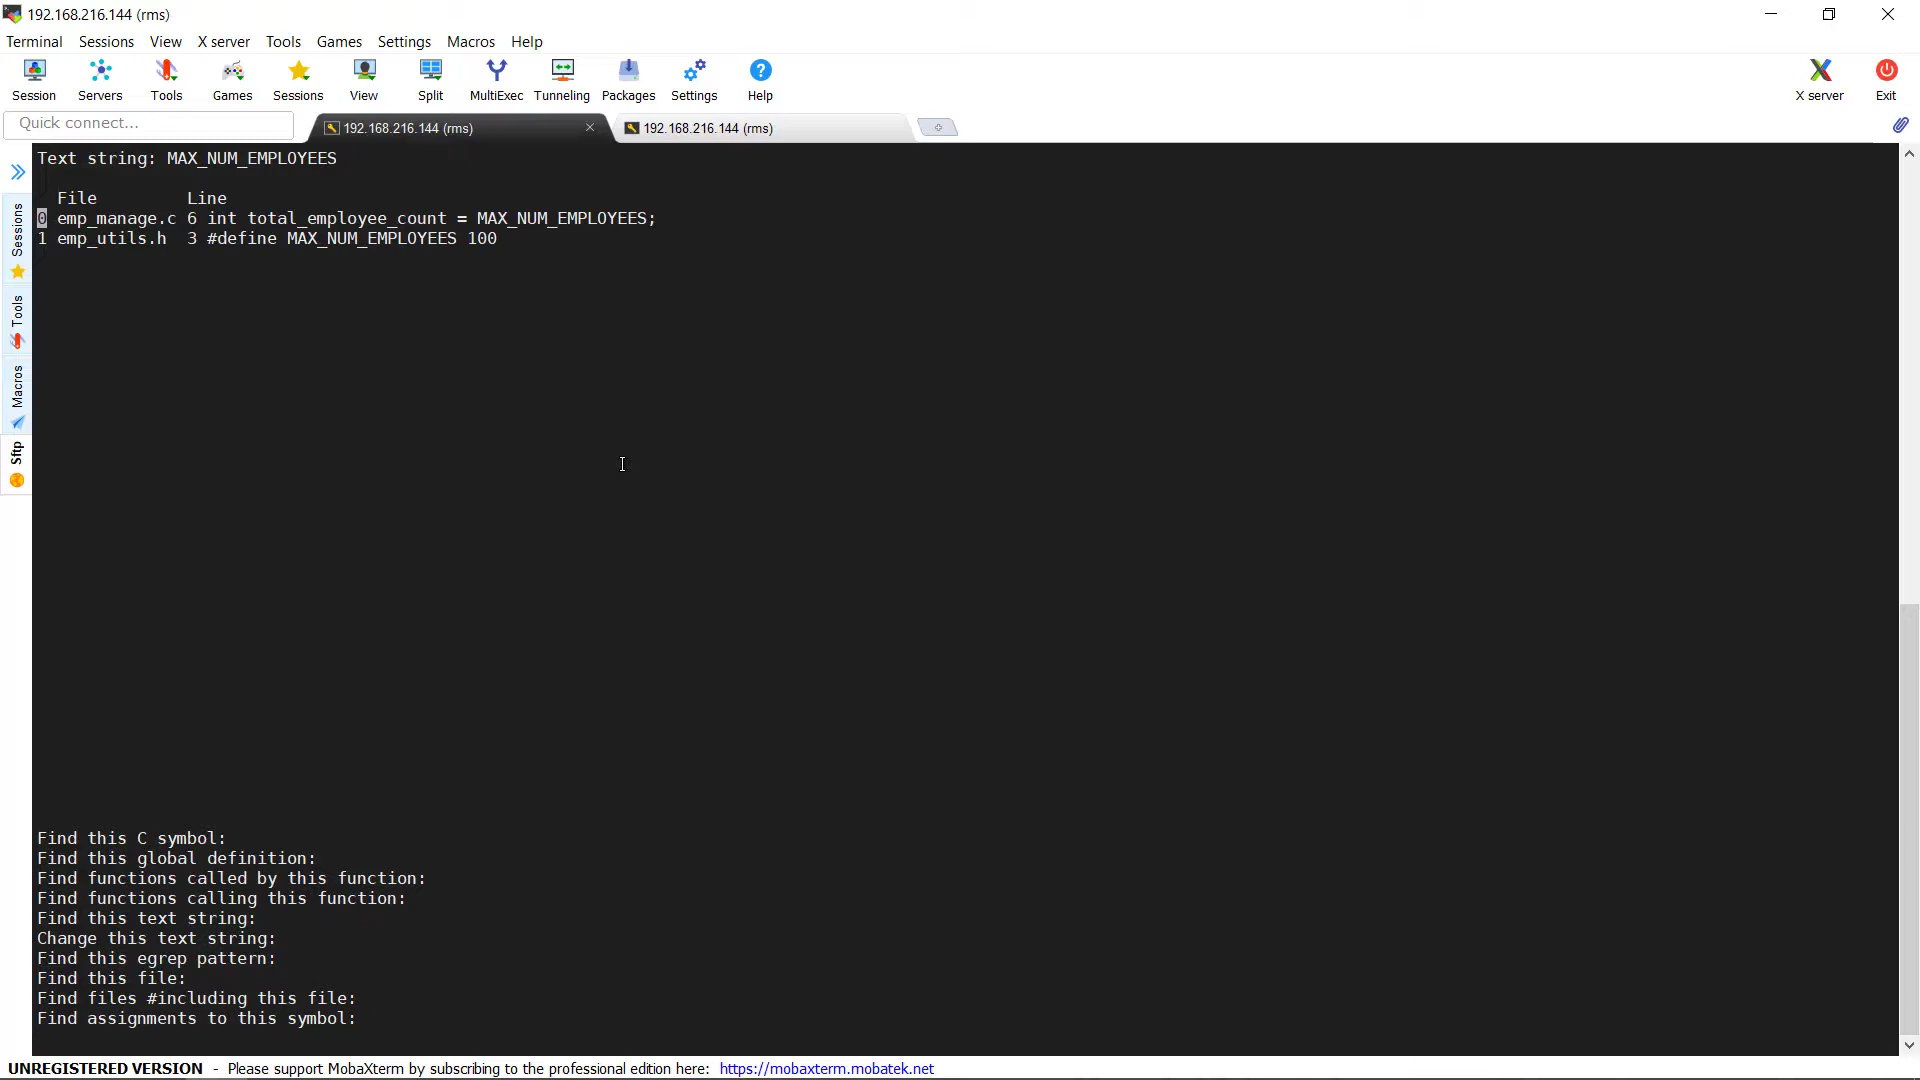 192.168.216.144 (rms)
Terminal Sessions View X server Tools Games Settings Macros Help
Session Servers Tools Games Sessions View Split MultiExec Tunneling Packages Settings Help X server Exit
Quick connect... 192.168.216.144 (rms) 192.168.216.144 (rms)
Sessions
Tools
Macros
Sftp
Text string: MAX_NUM_EMPLOYEES
File Line
0 emp_manage.c 6 int total_employee_count = MAX_NUM_EMPLOYEES;
1 emp_utils.h 3 #define MAX_NUM_EMPLOYEES 100
Find this C symbol:
Find this global definition:
Find functions called by this function:
Find functions calling this function:
Find this text string:
Change this text string:
Find this egrep pattern:
Find this file:
Find files #including this file:
Find assignments to this symbol:
UNREGISTERED VERSION - Please support MobaXterm by subscribing to the professional edition here: https://mobaxterm.mobatek.net